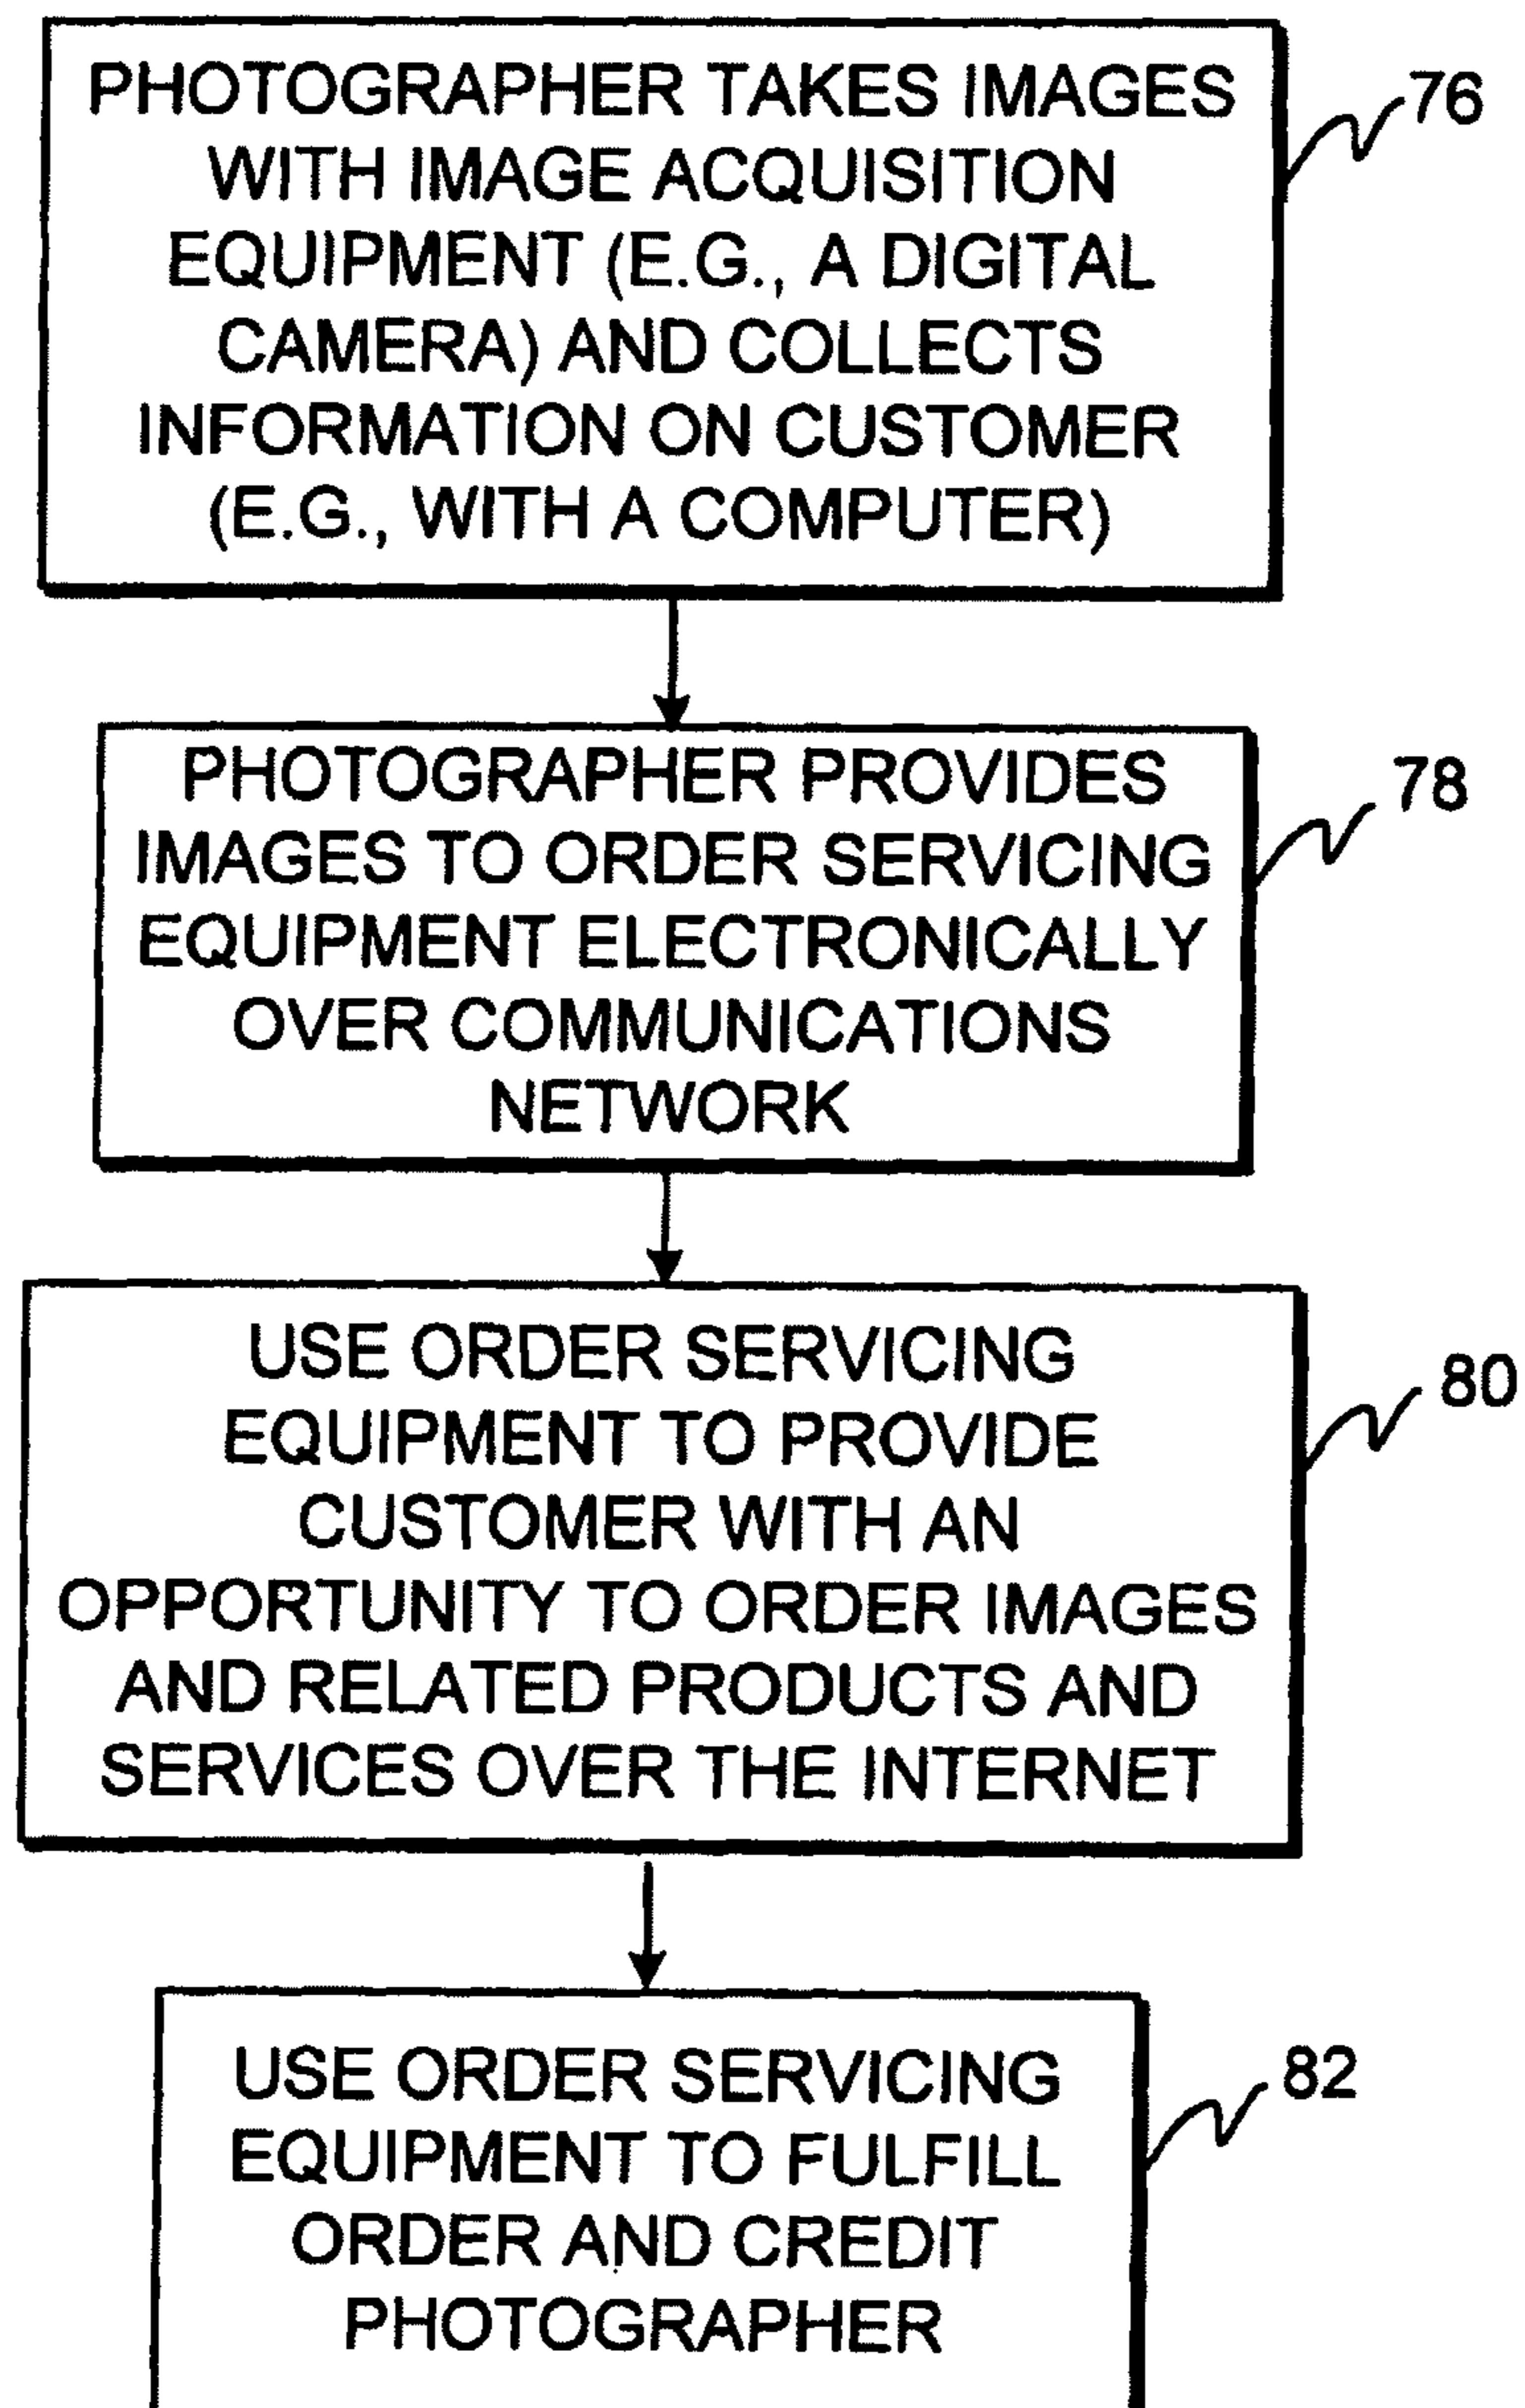 PHOTOGRAPHER TAKES IMAGES
WITH IMAGE ACQUISITION
EQUIPMENT (E.G., A DIGITAL
CAMERA) AND COLLECTS
INFORMATION ON CUSTOMER
(E.G., WITH A COMPUTER)
76
PHOTOGRAPHER PROVIDES
IMAGES TO ORDER SERVICING
EQUIPMENT ELECTRONICALLY
OVER COMMUNICATIONS
NETWORK
78
USE ORDER SERVICING
EQUIPMENT TO PROVIDE
CUSTOMER WITH AN
OPPORTUNITY TO ORDER IMAGES
AND RELATED PRODUCTS AND
SERVICES OVER THE INTERNET
80
USE ORDER SERVICING
EQUIPMENT TO FULFILL
ORDER AND CREDIT
PHOTOGRAPHER
82